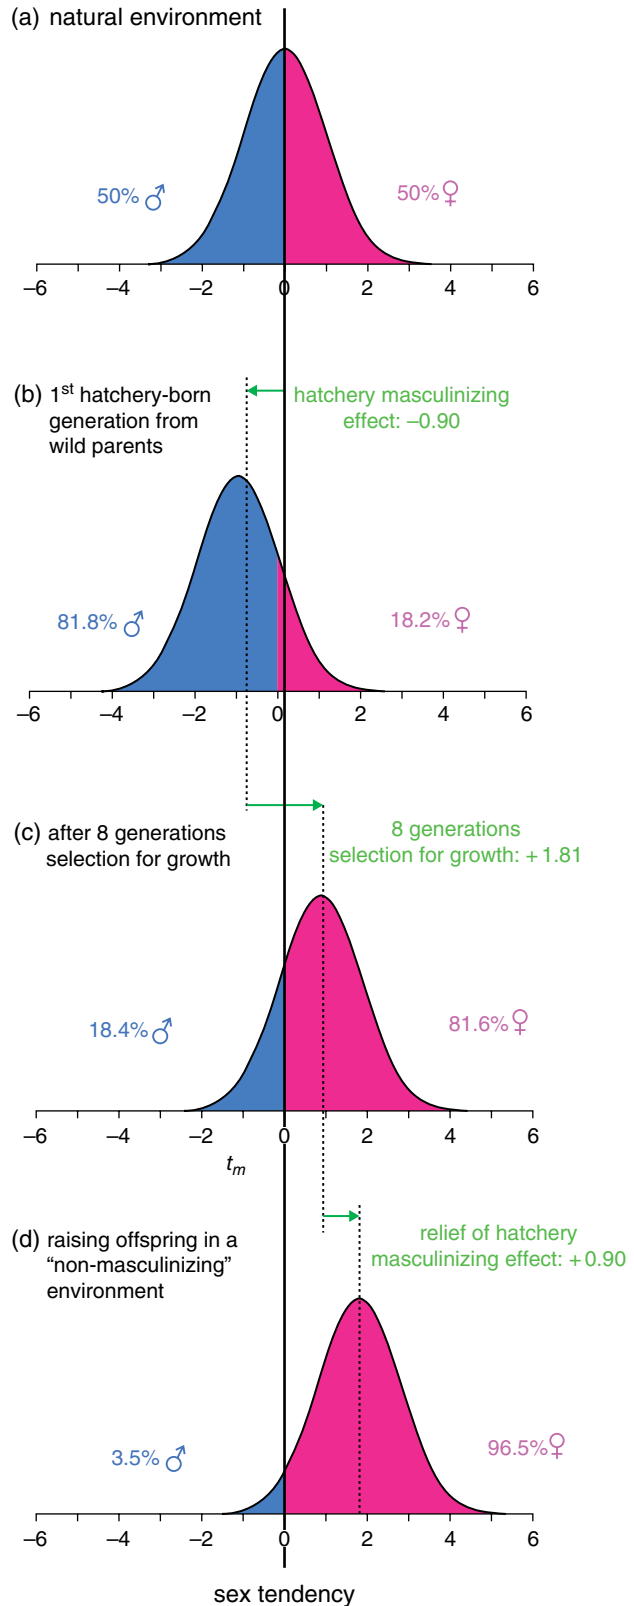 (a) natural environment
50% ♂
50% ♀
−6 −4 −2 0 2 4 6
(b) 1st hatchery-born
generation from
wild parents
hatchery masculinizing
effect: −0.90
81.8% ♂
18.2% ♀
−6 −4 −2 0 2 4 6
(c) after 8 generations
selection for growth
8 generations
selection for growth: +1.81
18.4% ♂
81.6% ♀
−6 −4 −2 0 2 4 6
tm
(d) raising offspring in a
“non-masculinizing”
environment
relief of hatchery
masculinizing effect: +0.90
3.5% ♂
96.5% ♀
−6 −4 −2 0 2 4 6
sex tendency